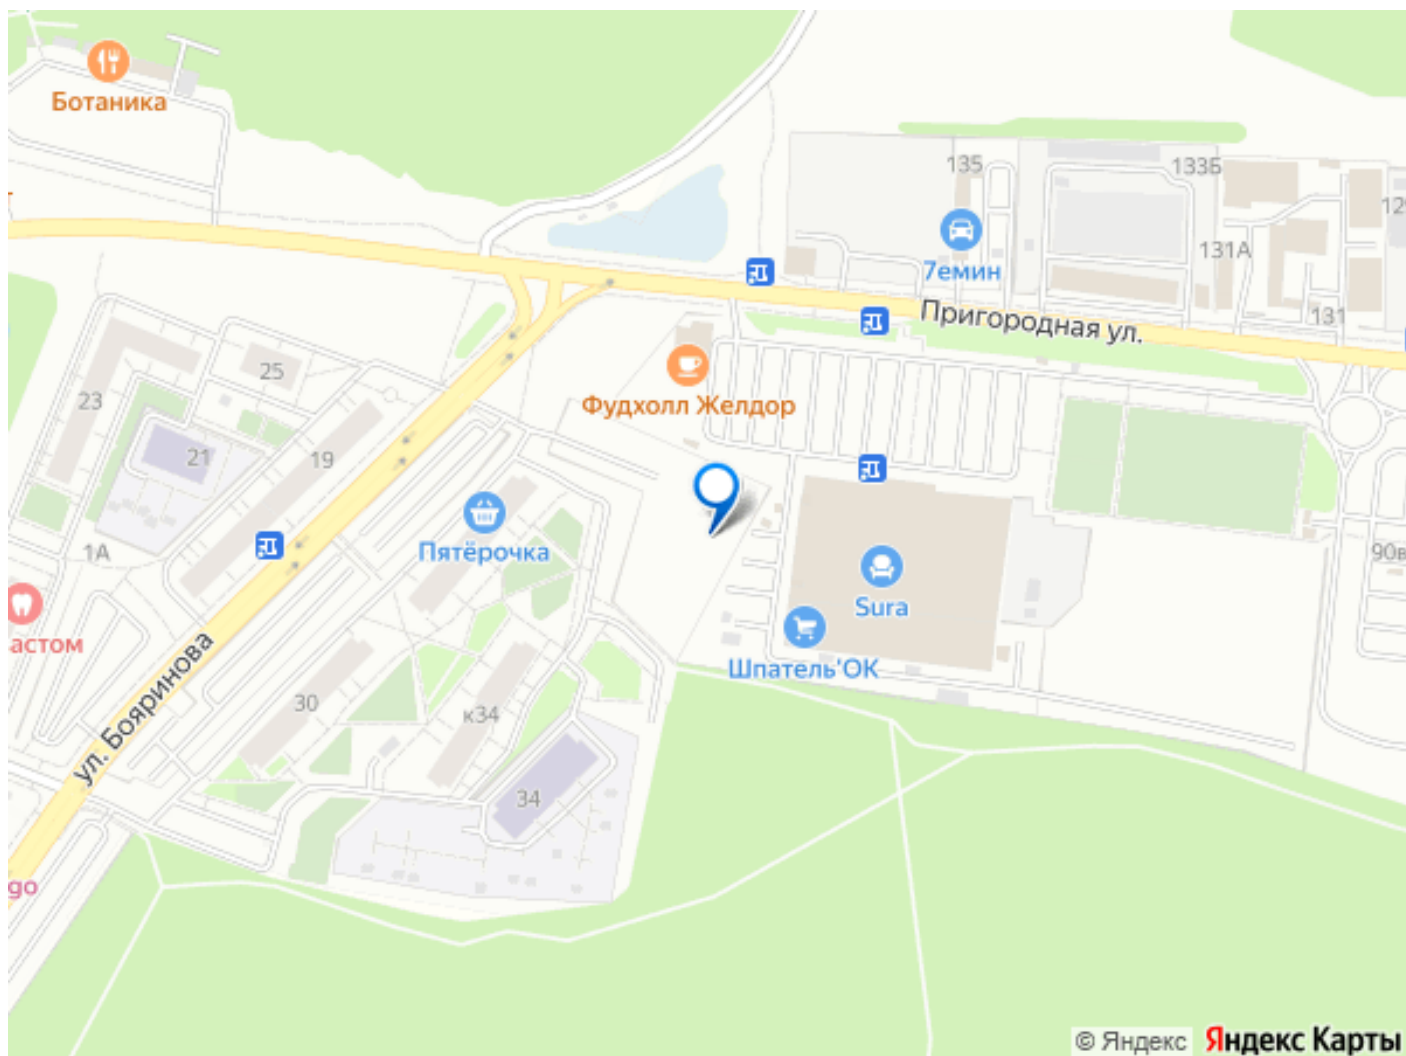 Ботаника
135
133Б
7емин
131А
131
Пригородная ул.
25
23
Фудхолл Желдор
21
19
1А
Пятёрочка
90в
Sura
астом
Шпатель'ОК
ул. Бояринова
30
к34
34
go
© Яндекс Яндекс Карты